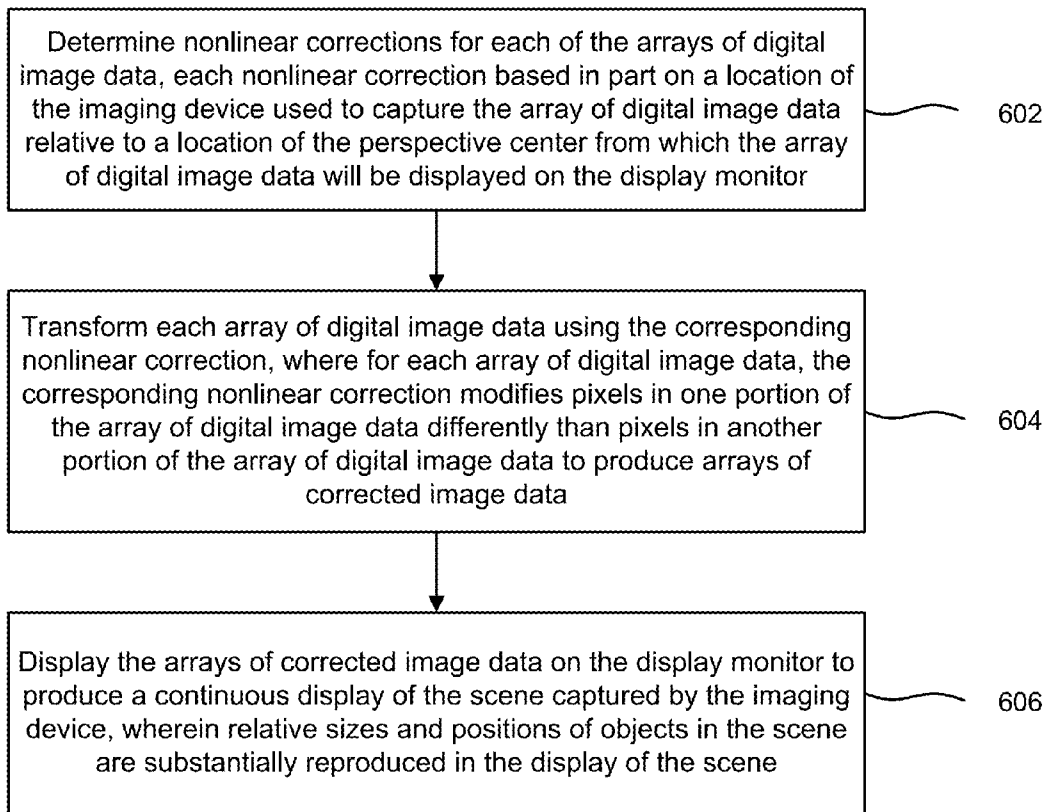 Determine nonlinear corrections for each of the arrays of digital
image data, each nonlinear correction based in part on a location of
the imaging device used to capture the array of digital image data
relative to a location of the perspective center from which the array
of digital image data will be displayed on the display monitor
602
Transform each array of digital image data using the corresponding
nonlinear correction, where for each array of digital image data, the
corresponding nonlinear correction modifies pixels in one portion of
the array of digital image data differently than pixels in another
portion of the array of digital image data to produce arrays of
corrected image data
604
Display the arrays of corrected image data on the display monitor to
produce a continuous display of the scene captured by the imaging
device, wherein relative sizes and positions of objects in the scene
are substantially reproduced in the display of the scene
606